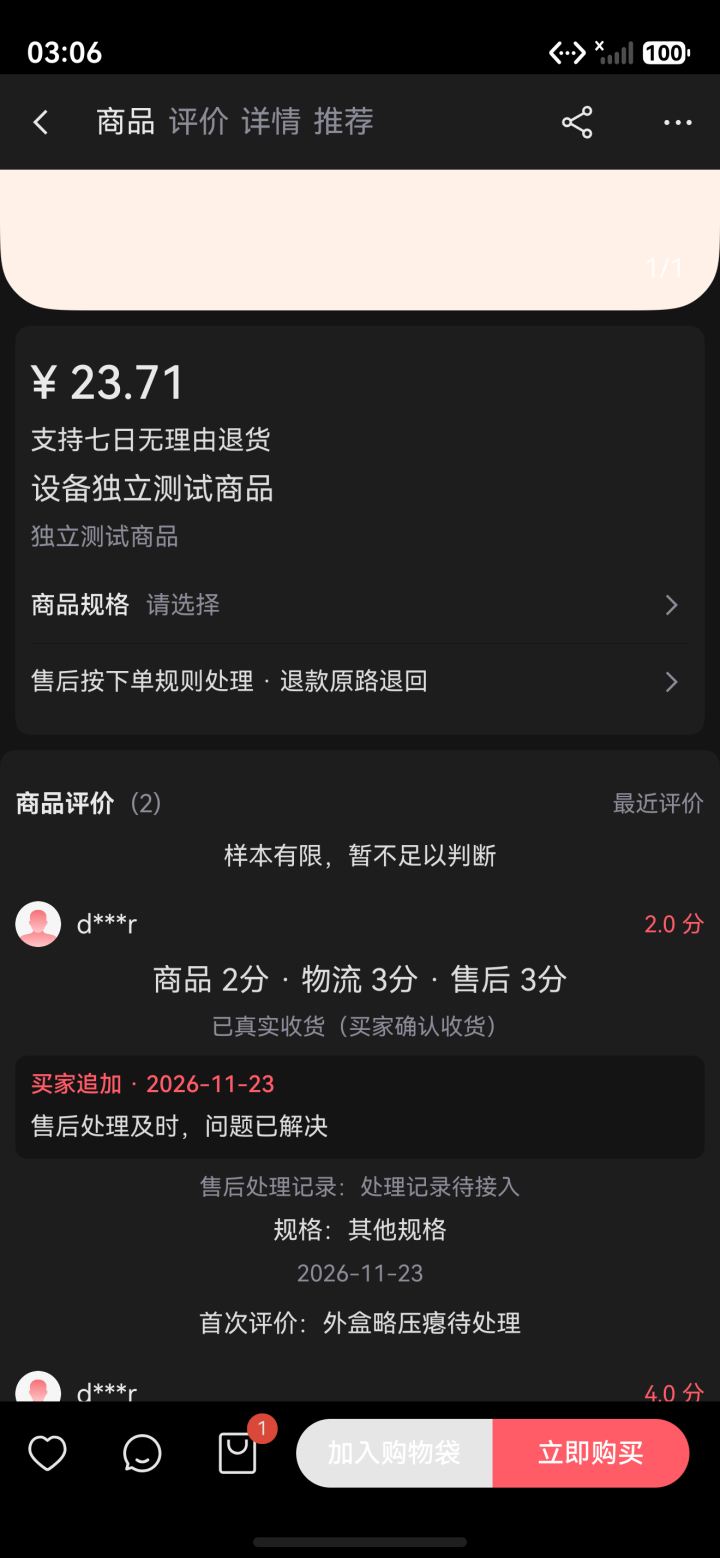 03:06
100
商品 评价 详情 推荐
1/1
¥ 23.71
支持七日无理由退货
设备独立测试商品
独立测试商品
商品规格 请选择
售后按下单规则处理 · 退款原路退回
商品评价 (2) 最近评价
样本有限，暂不足以判断
d***r 2.0 分
商品 2分 · 物流 3分 · 售后 3分
已真实收货（买家确认收货）
买家追加 · 2026-11-23
售后处理及时，问题已解决
售后处理记录：处理记录待接入
规格：其他规格
2026-11-23
首次评价：外盒略压瘪待处理
d***r 4.0 分
1
加入购物袋 立即购买